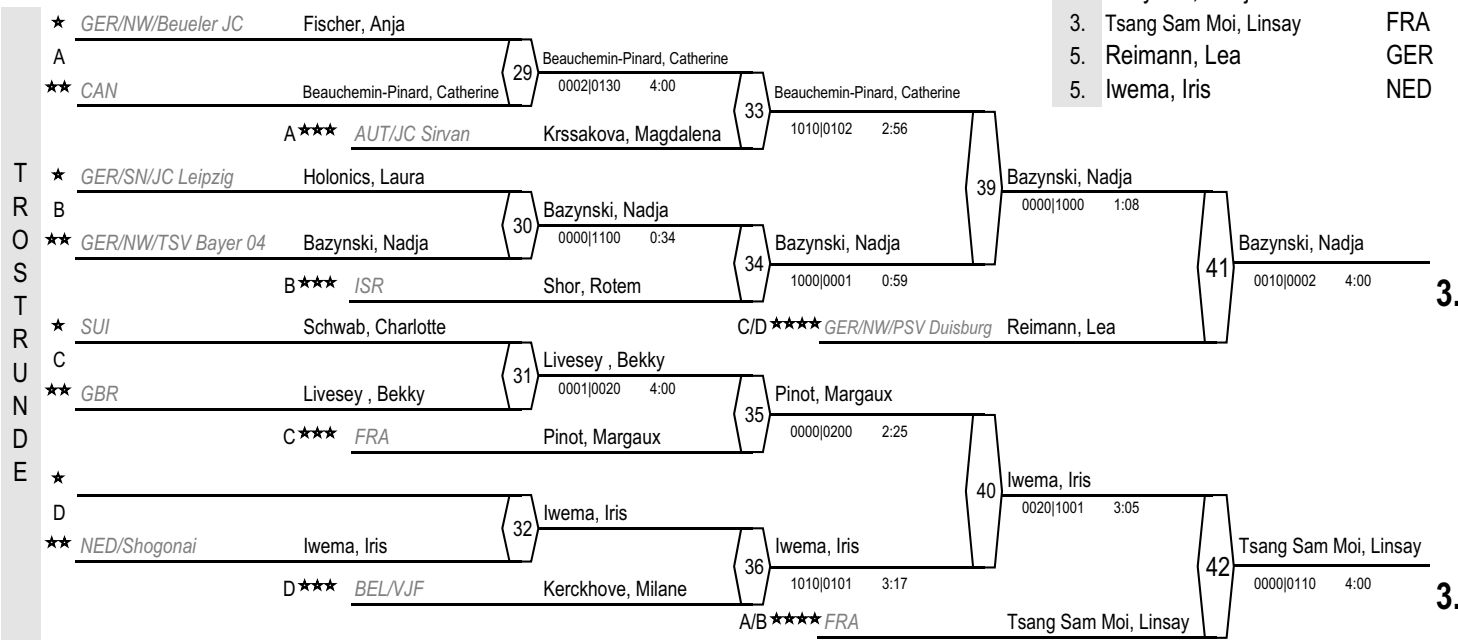 3. Tsang Sam Moi, Linsay FRA
5. Reimann, Lea GER
5. Iwema, Iris NED
TROSTRUNDE
★ GER/NW/Beueler JC Fischer, Anja
A
★★ CAN Beauchemin-Pinard, Catherine
29 Beauchemin-Pinard, Catherine
0002|0130 4:00
A★★★ AUT/JC Sirvan Krssakova, Magdalena
33 Beauchemin-Pinard, Catherine
1010|0102 2:56
★ GER/SN/JC Leipzig Holonics, Laura
B
★★ GER/NW/TSV Bayer 04 Bazynski, Nadja
30 Bazynski, Nadja
0000|1100 0:34
B★★★ ISR Shor, Rotem
34 Bazynski, Nadja
1000|0001 0:59
39 Bazynski, Nadja
0000|1000 1:08
C/D★★★★ GER/NW/PSV Duisburg Reimann, Lea
41 Bazynski, Nadja
0010|0002 4:00
3.
★ SUI Schwab, Charlotte
C
★★ GBR Livesey , Bekky
31 Livesey , Bekky
0001|0020 4:00
C★★★ FRA Pinot, Margaux
35 Pinot, Margaux
0000|0200 2:25
★
D
★★ NED/Shogonai Iwema, Iris
32 Iwema, Iris
D★★★ BEL/VJF Kerckhove, Milane
36 Iwema, Iris
1010|0101 3:17
40 Iwema, Iris
0020|1001 3:05
A/B★★★★ FRA Tsang Sam Moi, Linsay
42 Tsang Sam Moi, Linsay
0000|0110 4:00
3.